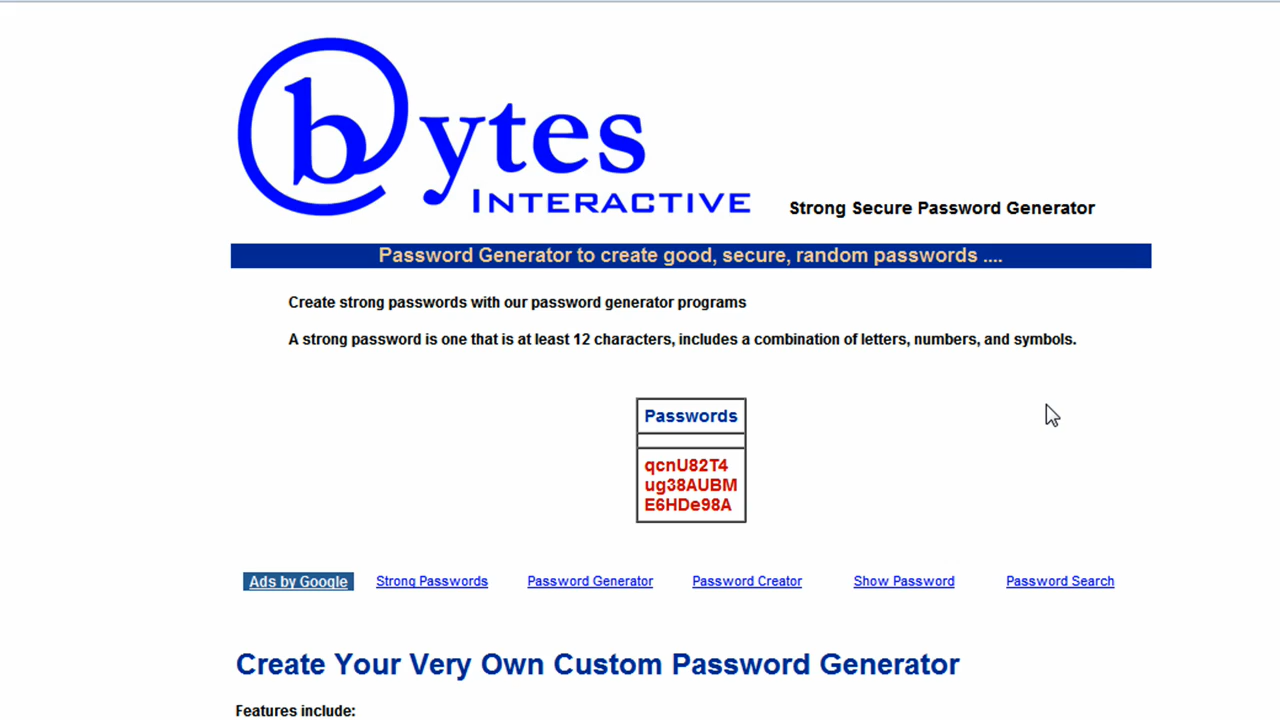 @bytes
INTERACTIVE
Strong Secure Password Generator
Password Generator to create good, secure, random passwords ....
Create strong passwords with our password generator programs
A strong password is one that is at least 12 characters, includes a combination of letters, numbers, and symbols.
Passwords
qcnU82T4
ug38AUBM
E6HDe98A
Ads by Google Strong Passwords Password Generator Password Creator Show Password Password Search
Create Your Very Own Custom Password Generator
Features include: